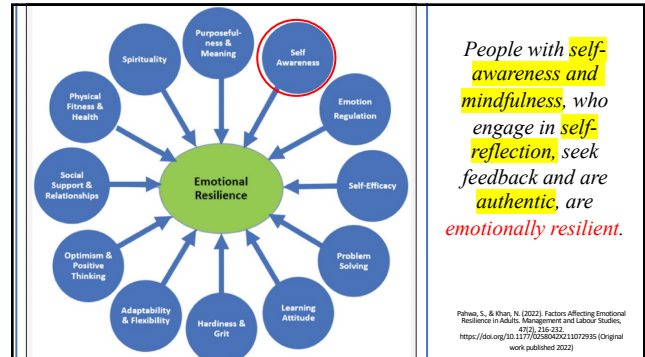 Purposeful-
ness &
Meaning
Self
Awareness
Emotion
Regulation
Self-Efficacy
Problem
Solving
Learning
Attitude
Hardiness &
Grit
Adaptability
& Flexibility
Optimism &
Positive
Thinking
Social
Support &
Relationships
Physical
Fitness &
Health
Spirituality
Emotional
Resilience
People with self-
awareness and
mindfulness, who
engage in self-
reflection, seek
feedback and are
authentic, are
emotionally resilient.
Pahwa, S., & Khan, N. (2022). Factors Affecting Emotional
Resilience in Adults. Management and Labour Studies,
47(2), 216-232.
https://doi.org/10.1177/0258042X211072935 (Original
work published 2022)